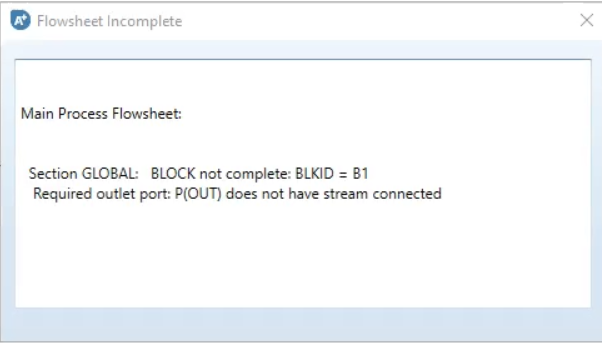 Flowsheet Incomplete
Main Process Flowsheet:
Section GLOBAL: BLOCK not complete: BLKID = B1
Required outlet port: P(OUT) does not have stream connected